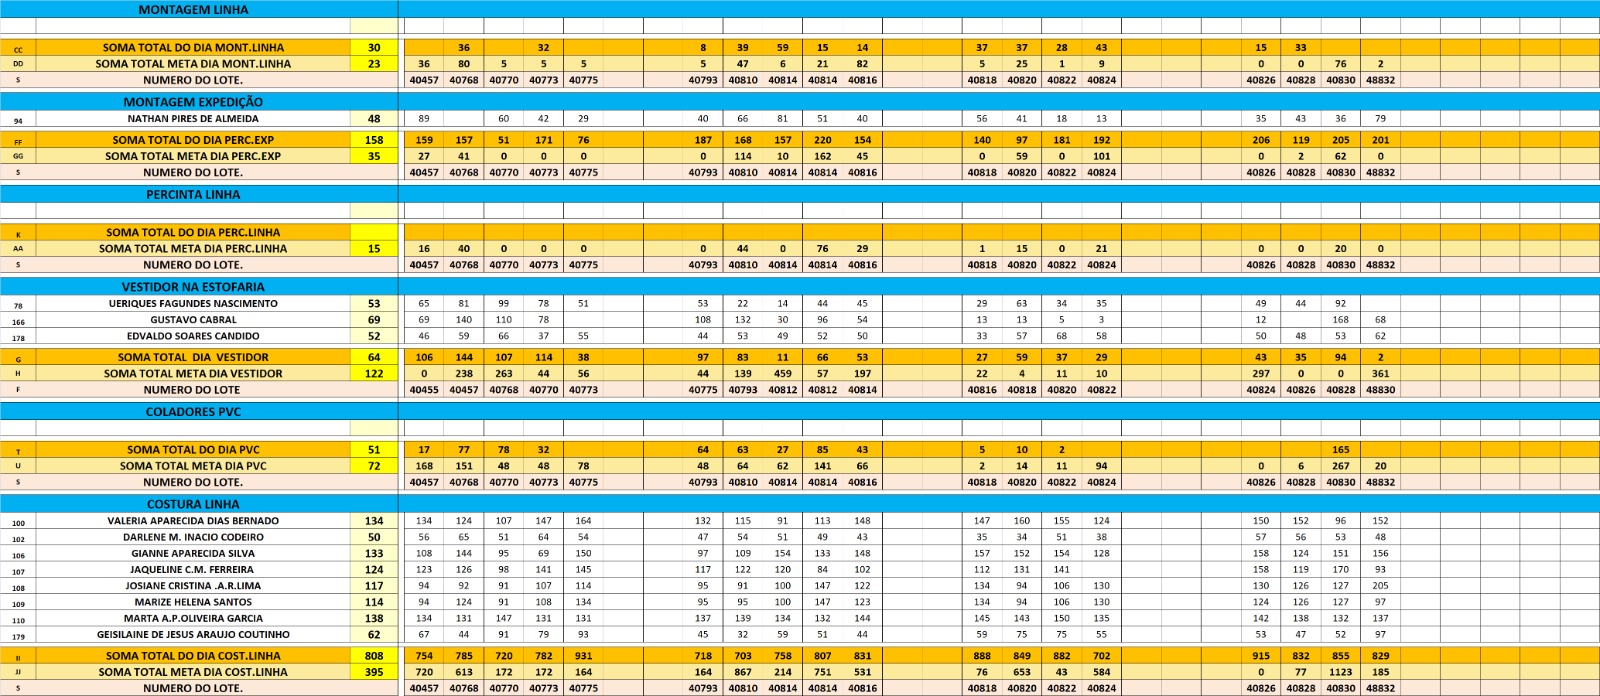 MONTAGEM LINHA
CC SOMA TOTAL DO DIA MONT.LINHA 30 36 32 8 39 59 15 14 37 37 28 43 15 33
DD SOMA TOTAL META DIA MONT.LINHA 23 36 80 5 5 5 5 47 6 21 82 5 25 1 9 0 0 76 2
S NUMERO DO LOTE. 40457 40768 40770 40773 40775 40793 40810 40814 40814 40816 40818 40820 40822 40824 40826 40828 40830 48832
MONTAGEM EXPEDIÇÃO
94 NATHAN PIRES DE ALMEIDA 48 89 60 42 29 40 66 81 51 40 56 41 18 13 35 43 36 79
FF SOMA TOTAL DO DIA PERC.EXP 158 159 157 51 171 76 187 168 157 220 154 140 97 181 192 206 119 205 201
GG SOMA TOTAL META DIA PERC.EXP 35 27 41 0 0 0 0 114 10 162 45 0 59 0 101 0 2 62 0
S NUMERO DO LOTE. 40457 40768 40770 40773 40775 40793 40810 40814 40814 40816 40818 40820 40822 40824 40826 40828 40830 48832
PERCINTA LINHA
K SOMA TOTAL DO DIA PERC.LINHA
AA SOMA TOTAL META DIA PERC.LINHA 15 16 40 0 0 0 0 44 0 76 29 1 15 0 21 0 0 20 0
S NUMERO DO LOTE. 40457 40768 40770 40773 40775 40793 40810 40814 40814 40816 40818 40820 40822 40824 40826 40828 40830 48832
VESTIDOR NA ESTOFARIA
78 UERIQUES FAGUNDES NASCIMENTO 53 65 81 99 78 51 53 22 14 44 45 29 63 34 35 49 44 92
166 GUSTAVO CABRAL 69 69 140 110 78 108 132 30 96 54 13 13 5 3 12 168 68
178 EDVALDO SOARES CANDIDO 52 46 59 66 37 55 44 53 49 52 50 33 57 68 58 50 48 53 62
G SOMA TOTAL DIA VESTIDOR 64 106 144 107 114 38 97 83 11 66 53 27 59 37 29 43 35 94 2
H SOMA TOTAL META DIA VESTIDOR 122 0 238 263 44 56 44 139 459 57 197 22 4 11 10 297 0 0 361
F NUMERO DO LOTE 40455 40457 40768 40770 40773 40775 40793 40812 40812 40814 40816 40818 40820 40822 40824 40826 40828 48830
COLADORES PVC
T SOMA TOTAL DO DIA PVC 51 17 77 78 32 64 63 27 85 43 5 10 2 165
U SOMA TOTAL META DIA PVC 72 168 151 48 48 78 48 64 62 141 66 2 14 11 94 0 6 267 20
S NUMERO DO LOTE. 40457 40768 40770 40773 40775 40793 40810 40814 40814 40816 40818 40820 40822 40824 40826 40828 40830 48832
COSTURA LINHA
100 VALERIA APARECIDA DIAS BERNADO 134 134 124 107 147 164 132 115 91 113 148 147 160 155 124 150 152 96 152
102 DARLENE M. INACIO CODEIRO 50 56 65 51 64 54 47 54 51 49 43 35 34 51 38 57 56 53 48
106 GIANNE APARECIDA SILVA 133 108 144 95 69 150 97 109 154 133 148 157 152 154 128 158 124 151 156
107 JAQUELINE C.M. FERREIRA 124 123 126 98 141 145 117 122 120 84 102 112 131 141 158 119 170 93
108 JOSIANE CRISTINA .A.R.LIMA 117 94 92 91 107 114 95 91 100 147 122 134 94 106 130 130 126 127 205
109 MARIZE HELENA SANTOS 114 94 124 91 108 134 95 95 100 147 123 134 94 106 130 124 126 127 97
110 MARTA A.P.OLIVEIRA GARCIA 138 134 131 147 131 131 137 139 134 132 144 145 143 150 135 142 138 132 137
179 GEISILAINE DE JESUS ARAUJO COUTINHO 62 67 44 91 79 93 45 32 59 51 44 59 75 75 55 53 47 52 97
II SOMA TOTAL DO DIA COST.LINHA 808 754 785 720 782 931 718 703 758 807 831 888 849 882 702 915 832 855 829
JJ SOMA TOTAL META DIA COST.LINHA 395 720 613 172 172 164 164 867 214 751 531 76 653 43 584 0 77 1123 185
S NUMERO DO LOTE. 40457 40768 40770 40773 40775 40793 40810 40814 40814 40816 40818 40820 40822 40824 40826 40828 40830 48832